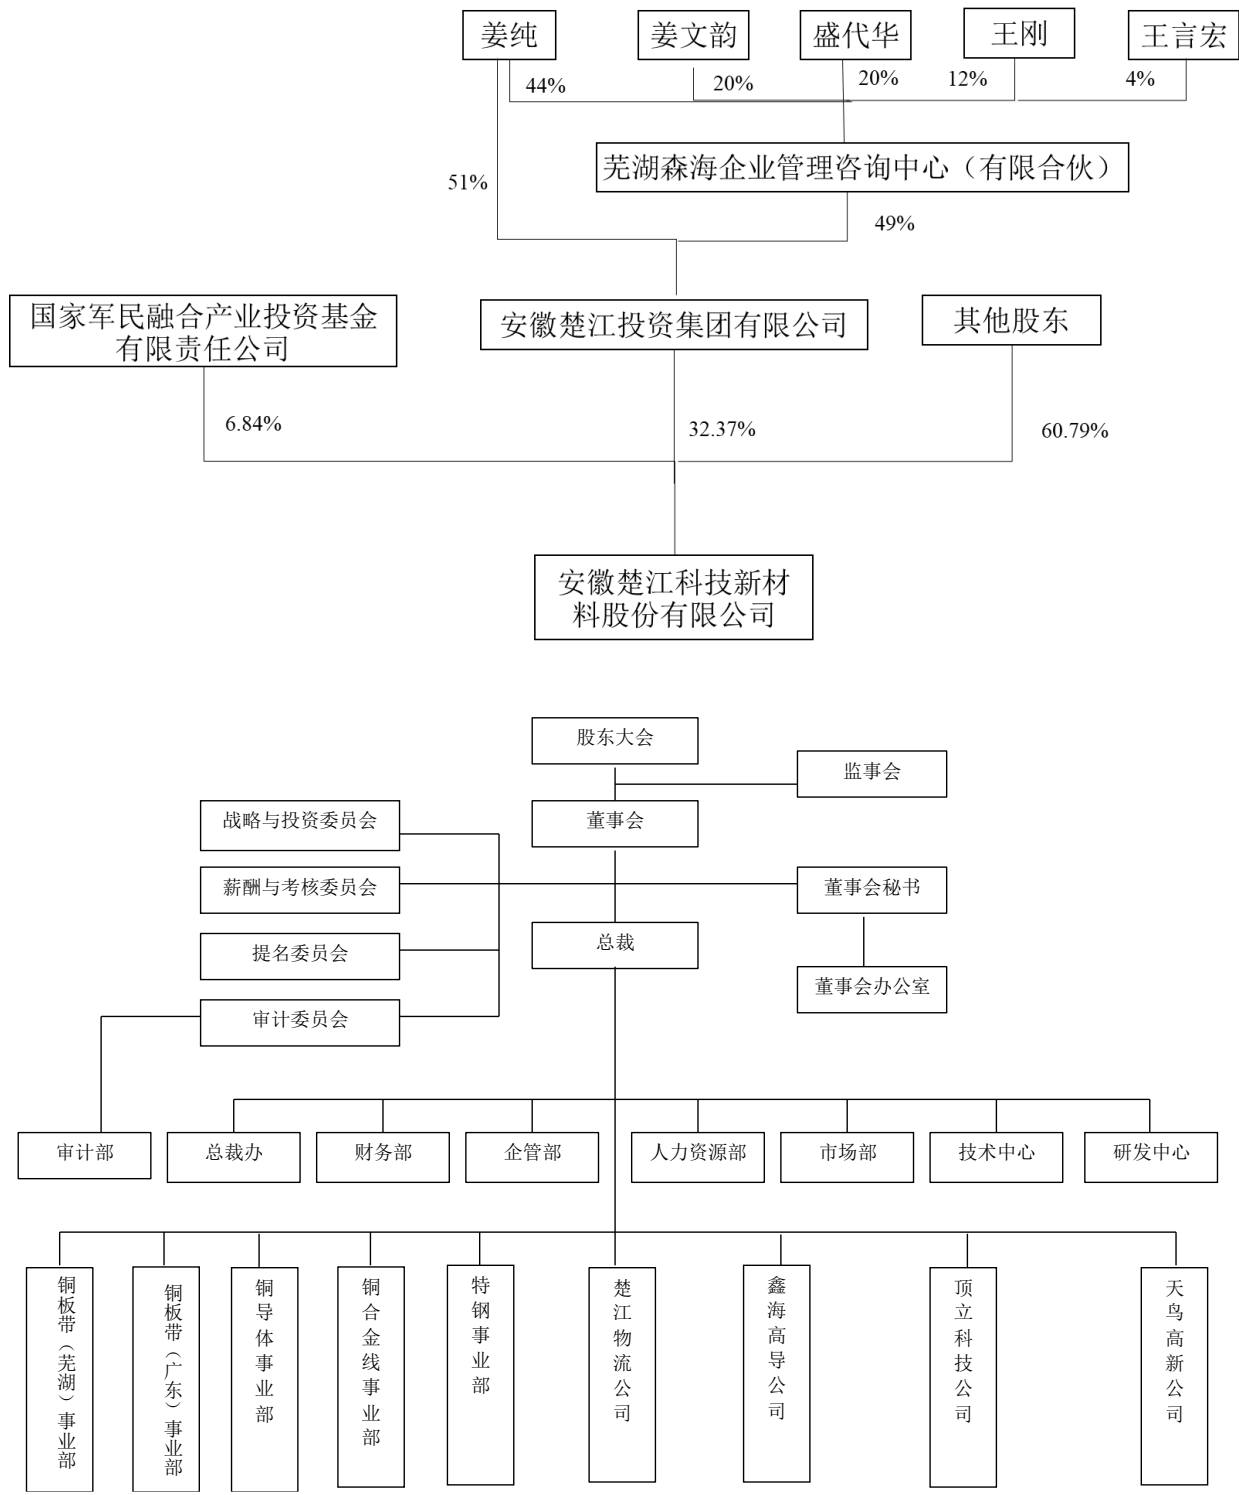 姜纯
姜文韵
盛代华
王刚
王言宏
44%
20%
20%
12%
4%
芜湖森海企业管理咨询中心（有限合伙）
51%
49%
国家军民融合产业投资基金
有限责任公司
安徽楚江投资集团有限公司
其他股东
6.84%
32.37%
60.79%
安徽楚江科技新材
料股份有限公司
股东大会
监事会
战略与投资委员会
董事会
薪酬与考核委员会
董事会秘书
提名委员会
总裁
董事会办公室
审计委员会
审计部
总裁办
财务部
企管部
人力资源部
市场部
技术中心
研发中心
铜板带（芜湖）事业部
铜板带（广东）事业部
铜导体事业部
铜合金线事业部
特钢事业部
楚江物流公司
鑫海高导公司
顶立科技公司
天鸟高新公司